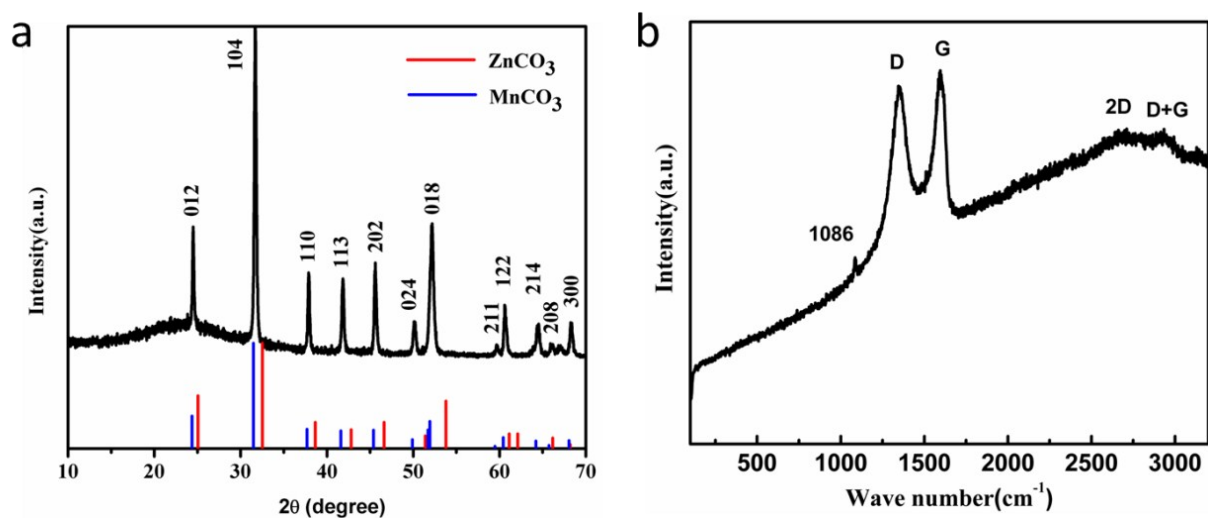 a
Intensity(a.u.)
012
104
110
113
202
024
018
211
122
214
208
300
ZnCO3
MnCO3
10 20 30 40 50 60 70
2θ (degree)
b
Intensity(a.u.)
1086
D
G
2D
D+G
500 1000 1500 2000 2500 3000
Wave number(cm⁻¹)